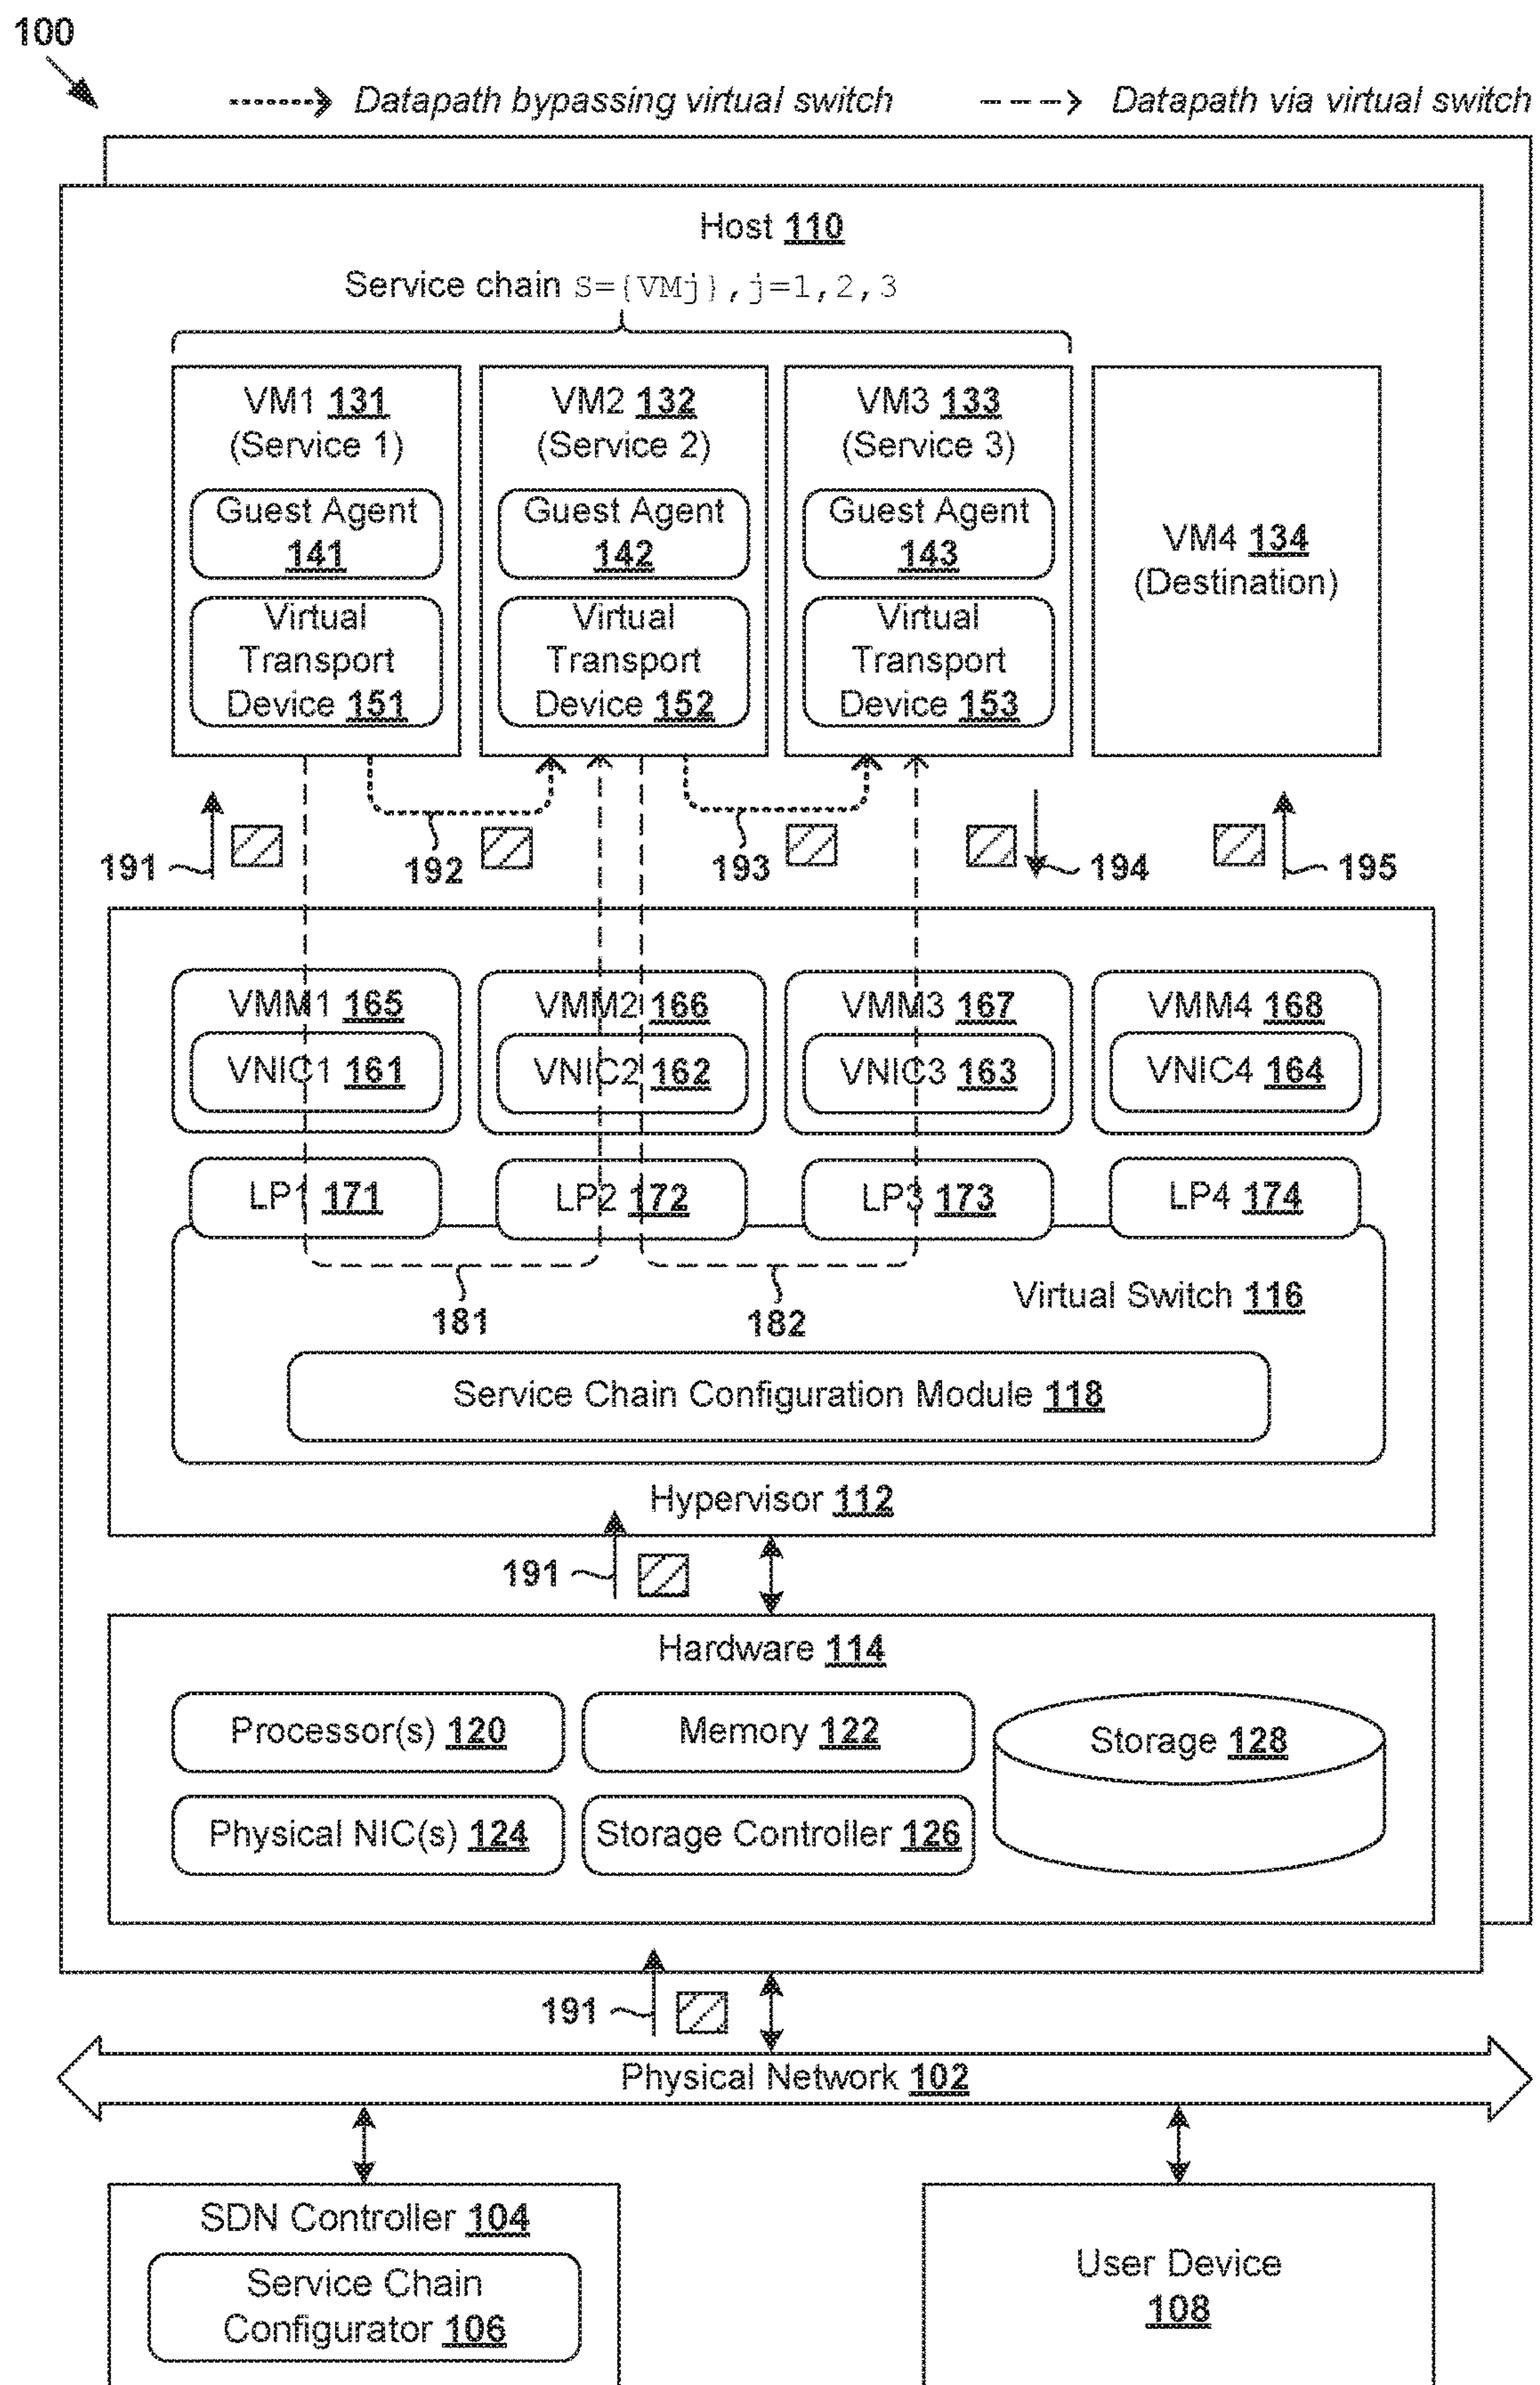 100
Datapath bypassing virtual switch
Datapath via virtual switch
Host 110
Service chain S={VMj},j=1,2,3
VM1 131
(Service 1)
Guest Agent
141
Virtual
Transport
Device 151
VM2 132
(Service 2)
Guest Agent
142
Virtual
Transport
Device 152
VM3 133
(Service 3)
Guest Agent
143
Virtual
Transport
Device 153
VM4 134
(Destination)
191
192
193
194
195
VMM1 165
VNIC1 161
VMM2 166
VNIC2 162
VMM3 167
VNIC3 163
VMM4 168
VNIC4 164
LP1 171
LP2 172
LP3 173
LP4 174
181
182
Virtual Switch 116
Service Chain Configuration Module 118
Hypervisor 112
191
Hardware 114
Processor(s) 120
Memory 122
Storage 128
Physical NIC(s) 124
Storage Controller 126
191
Physical Network 102
SDN Controller 104
Service Chain
Configurator 106
User Device
108